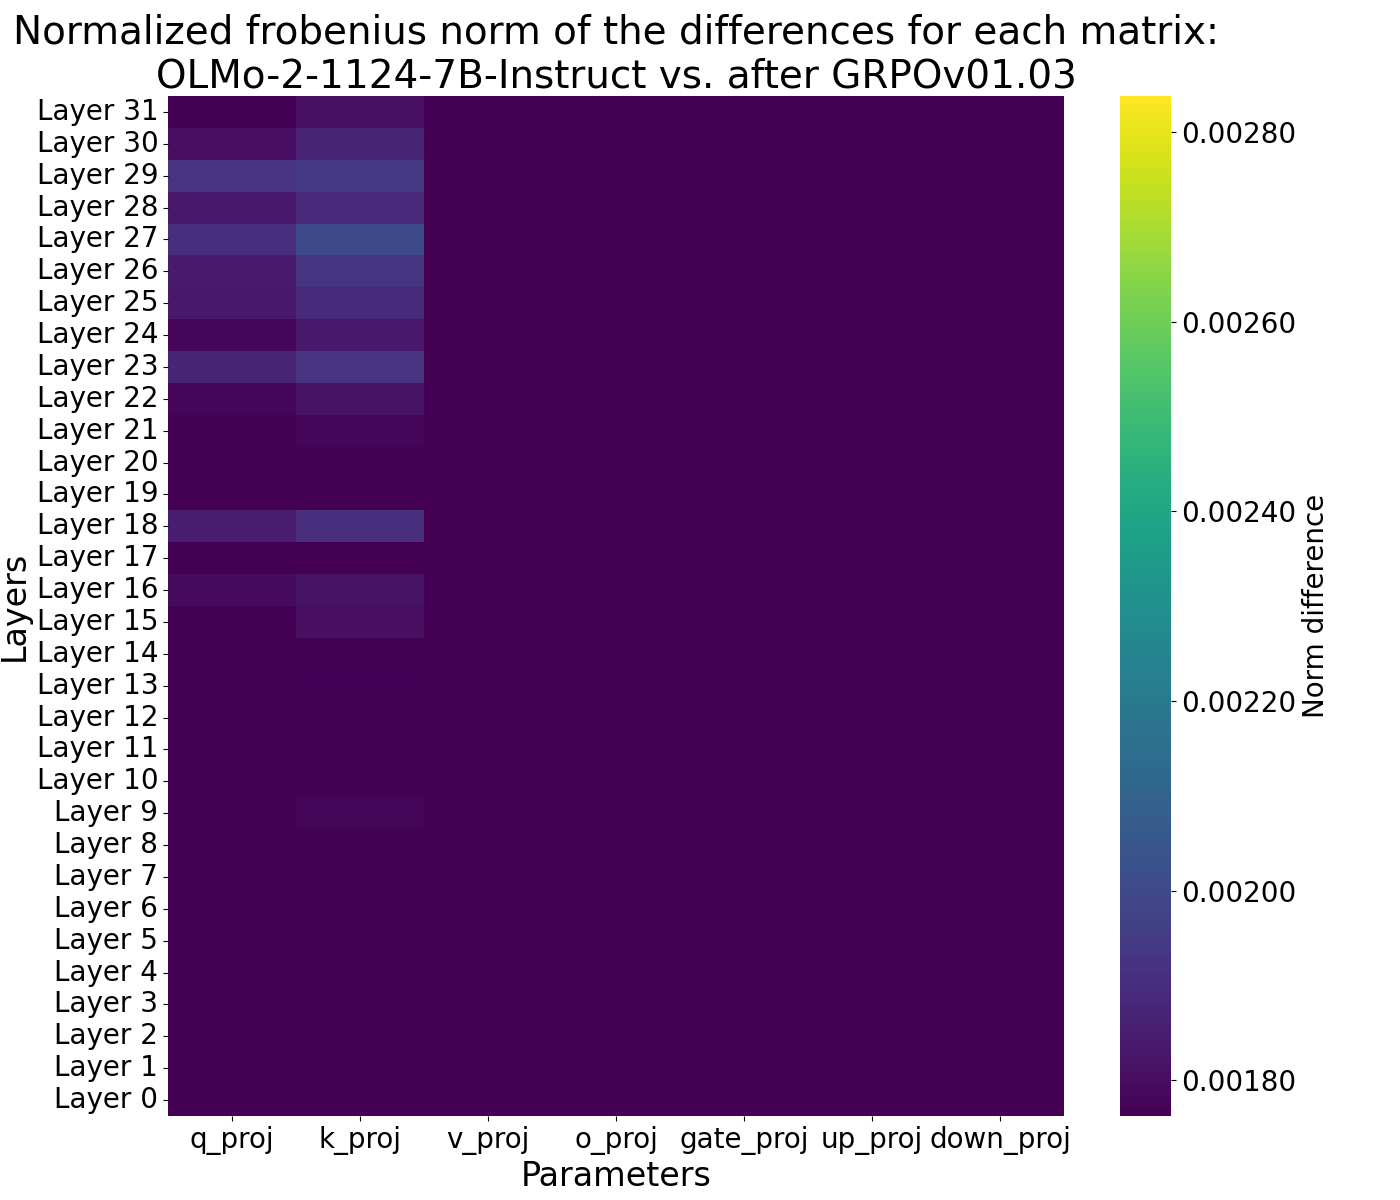 Normalized frobenius norm of the differences for each matrix:
OLMo-2-1124-7B-Instruct vs. after GRPOv01.03
Layer 31
Layer 30
Layer 29
Layer 28
Layer 27
Layer 26
Layer 25
Layer 24
Layer 23
Layer 22
Layer 21
Layer 20
Layer 19
Layer 18
Layer 17
Layer 16
Layer 15
Layer 14
Layer 13
Layer 12
Layer 11
Layer 10
Layer 9
Layer 8
Layer 7
Layer 6
Layer 5
Layer 4
Layer 3
Layer 2
Layer 1
Layer 0
Layers
q_proj k_proj v_proj o_proj gate_proj up_proj down_proj
Parameters
0.00280
0.00260
0.00240
0.00220
0.00200
0.00180
Norm difference